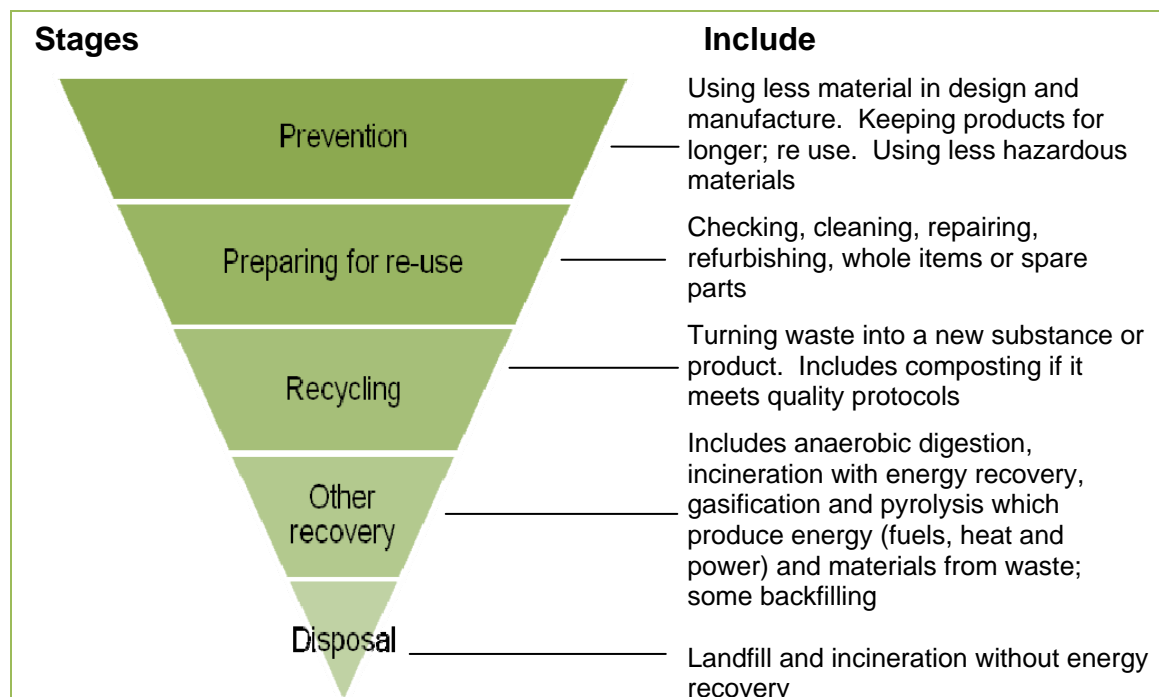 Stages
Include
Prevention
Using less material in design and
manufacture.  Keeping products for
longer; re use.  Using less hazardous
materials
Preparing for re-use
Checking, cleaning, repairing,
refurbishing, whole items or spare
parts
Recycling
Turning waste into a new substance or
product.  Includes composting if it
meets quality protocols
Other
recovery
Includes anaerobic digestion,
incineration with energy recovery,
gasification and pyrolysis which
produce energy (fuels, heat and
power) and materials from waste;
some backfilling
Disposal
Landfill and incineration without energy
recovery